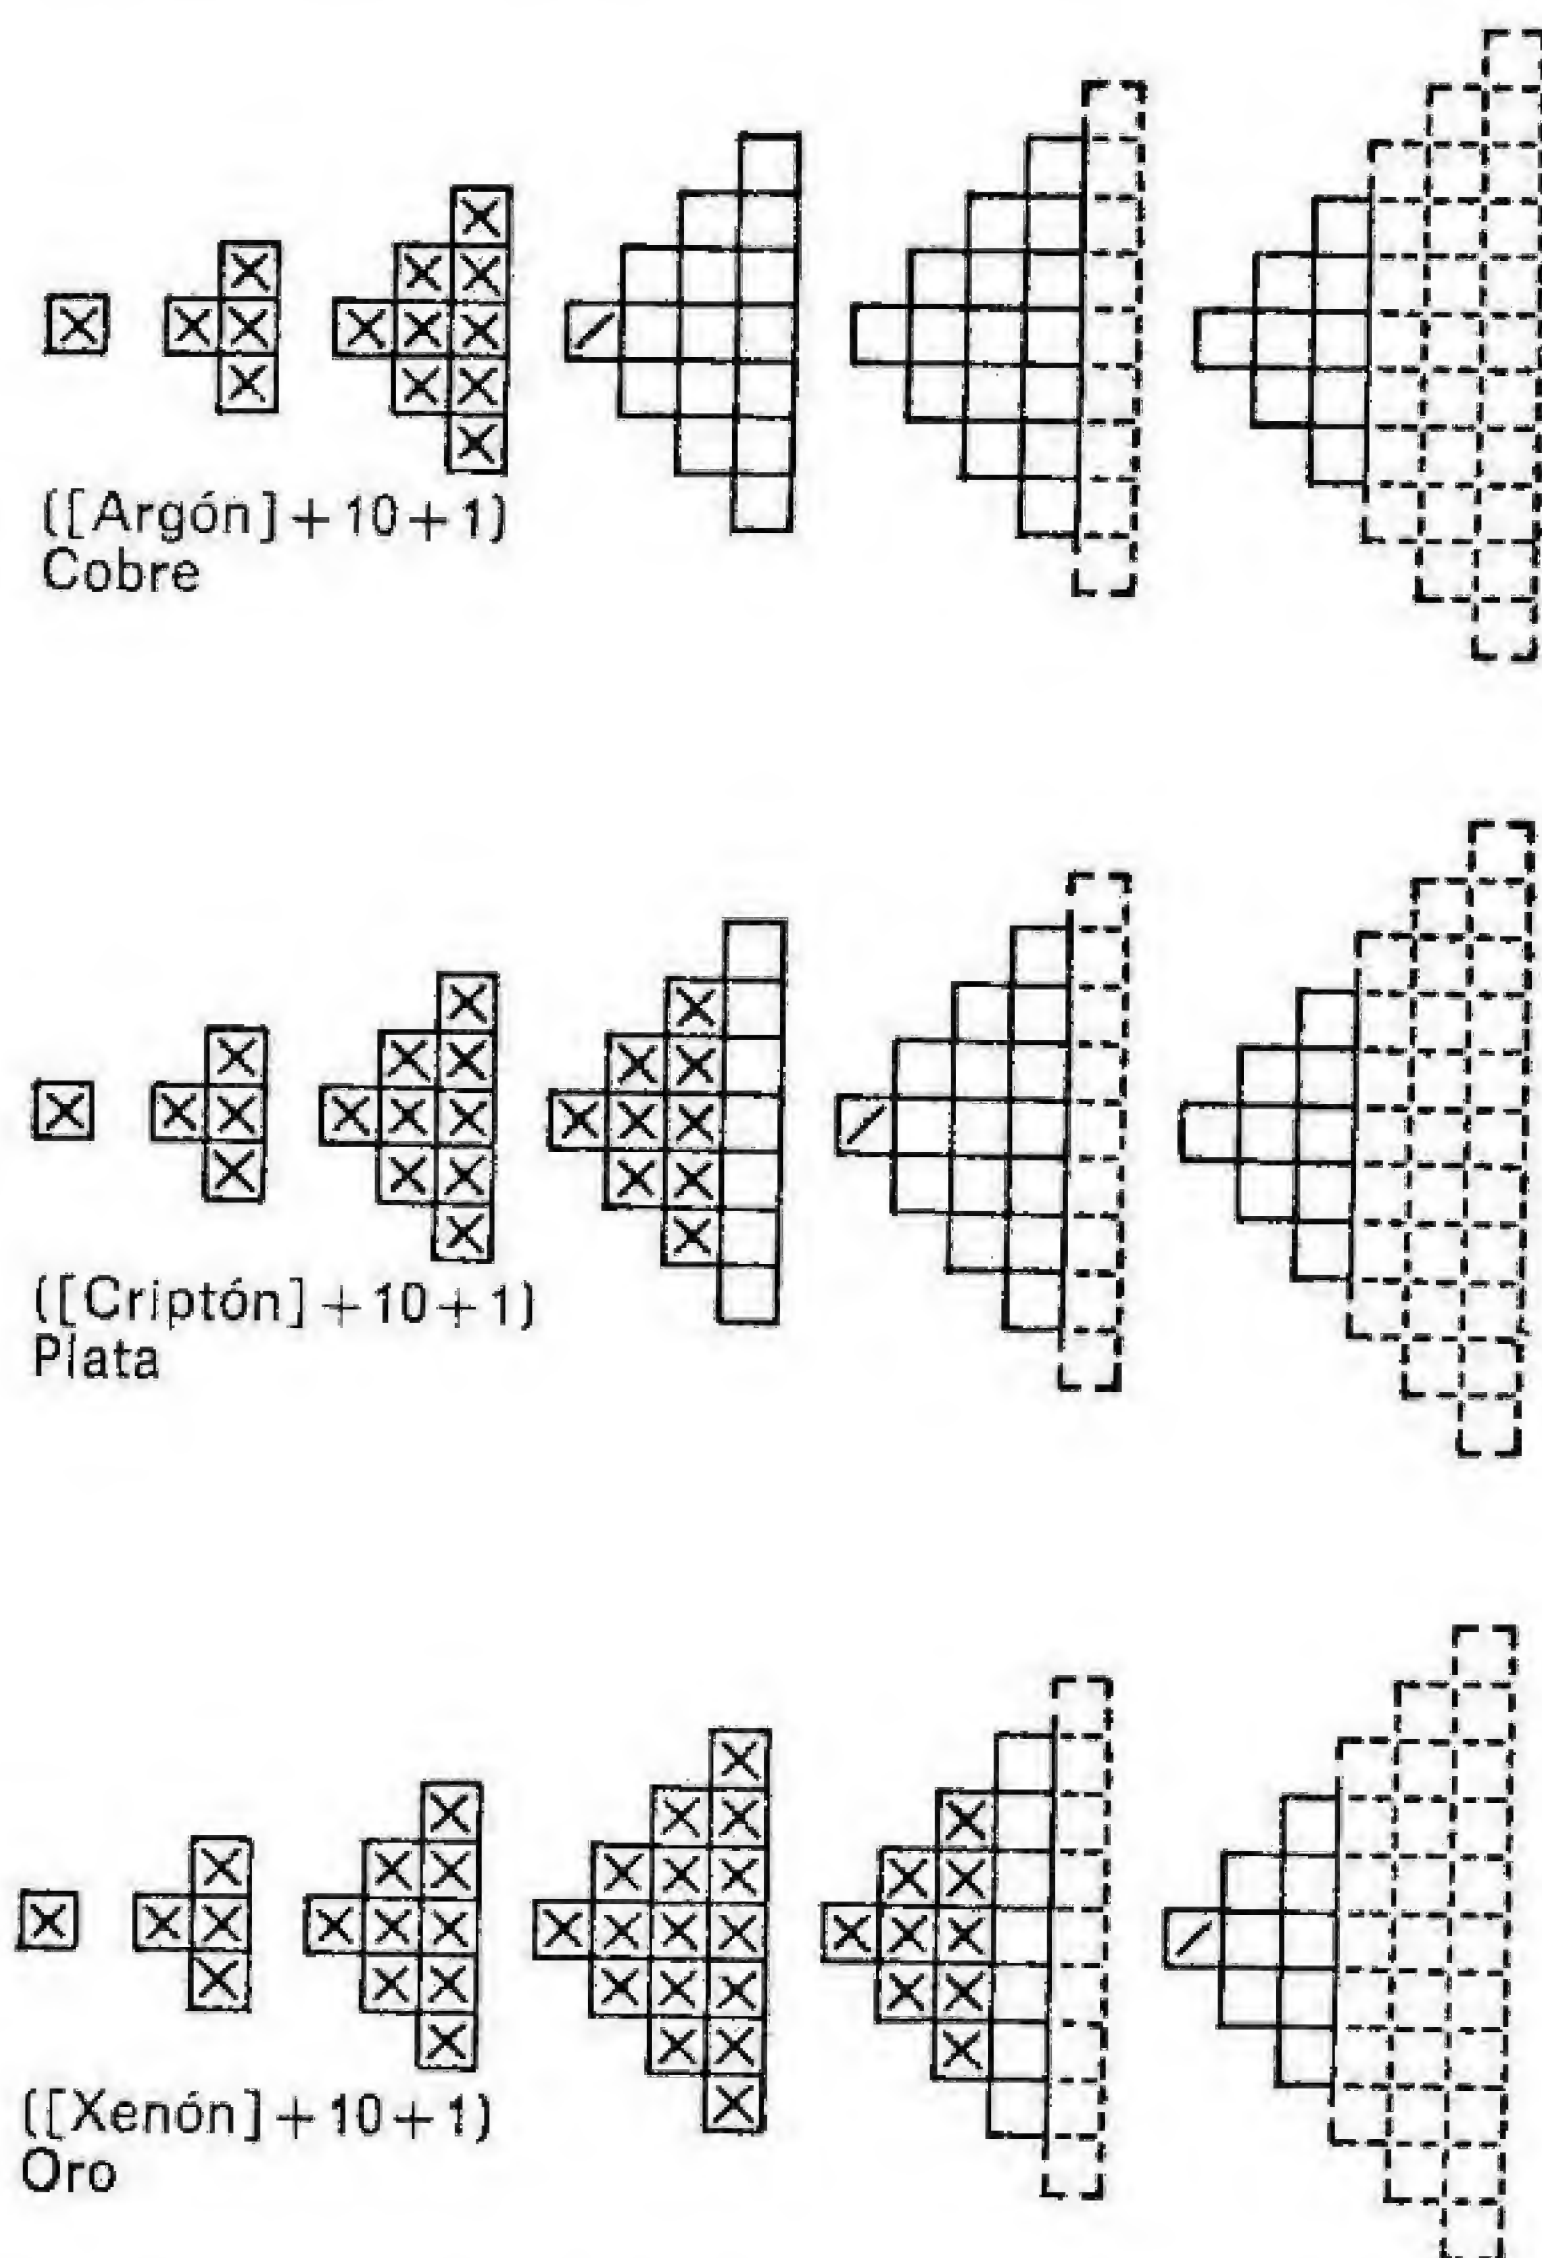 ([Argón]+10+1)
Cobre
([Criptón]+10+1)
Plata
([Xenón]+10+1)
Oro